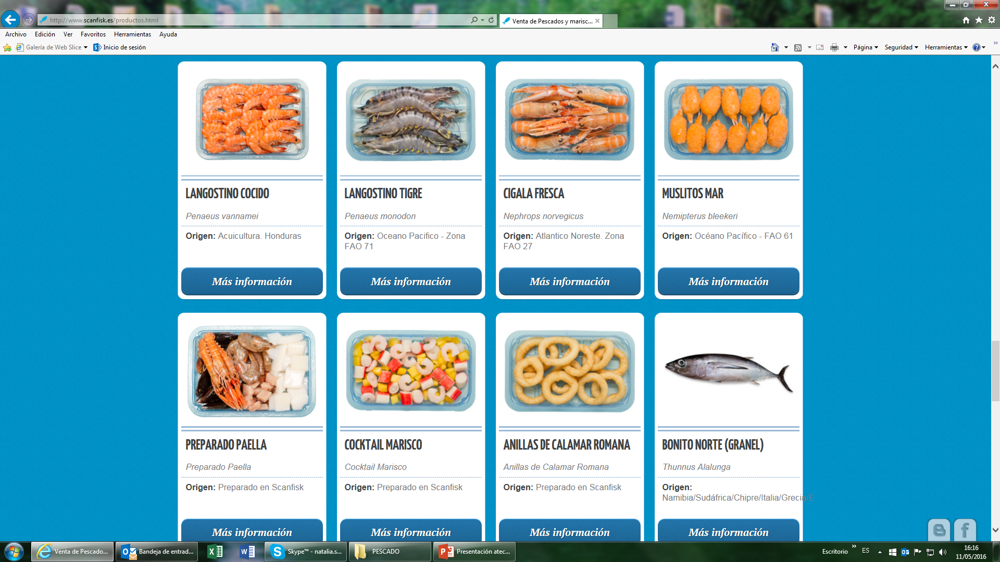 http://www.scanfisk.es/productos.html
Venta de Pescados y marisc...
Archivo Edición Ver Favoritos Herramientas Ayuda
Galería de Web Slice
Inicio de sesión
Página Seguridad Herramientas
LANGOSTINO COCIDO
Penaeus vannamei
Origen: Acuicultura. Honduras
Más información
LANGOSTINO TIGRE
Penaeus monodon
Origen: Oceano Pacifico - Zona
FAO 71
Más información
CIGALA FRESCA
Nephrops norvegicus
Origen: Atlantico Noreste. Zona
FAO 27
Más información
MUSLITOS MAR
Nemipterus bleekeri
Origen: Océano Pacífico - FAO 61
Más información
PREPARADO PAELLA
Preparado Paella
Origen: Preparado en Scanfisk
Más información
COCKTAIL MARISCO
Cocktail Marisco
Origen: Preparado en Scanfisk
Más información
ANILLAS DE CALAMAR ROMANA
Anillas de Calamar Romana
Origen: Preparado en Scanfisk
Más información
BONITO NORTE (GRANEL)
Thunnus Alalunga
Origen:
Namibia/Sudáfrica/Chipre/Italia/Grecia/E
Más información
Venta de Pescado...
Bandeja de entrad...
Skype™ - natalia.s...
PESCADO
Presentación atec...
Escritorio
ES
16:16
11/05/2016